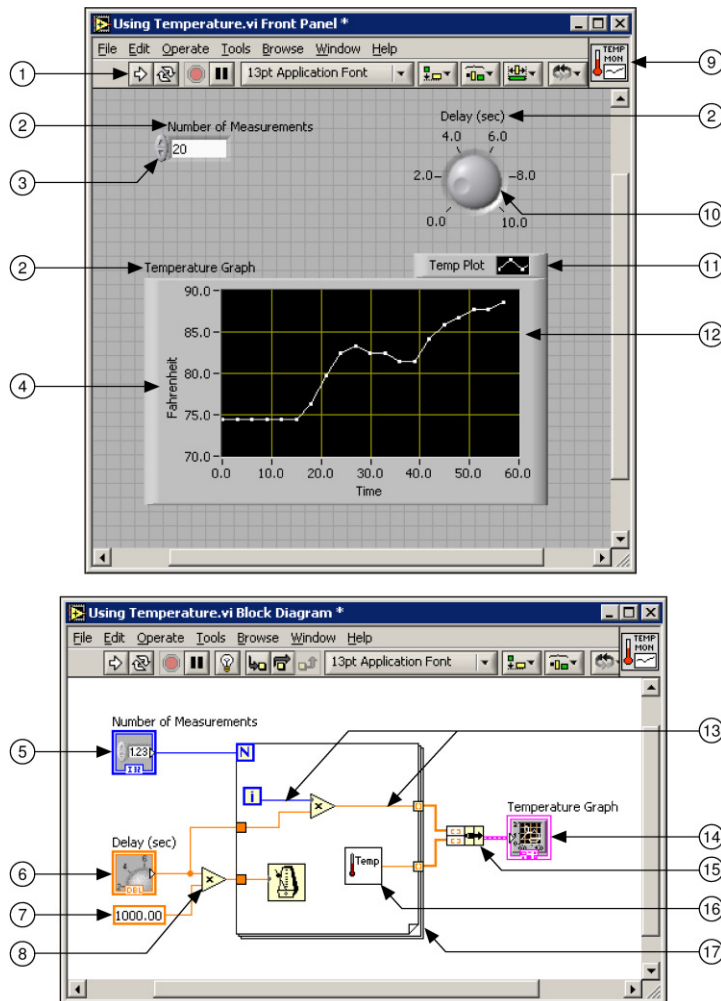 Using Temperature.vi Front Panel *
File Edit Operate Tools Browse Window Help
13pt Application Font
TEMP
MON
1
9
2
Number of Measurements
20
3
Delay (sec)
2
4.0 6.0
2.0 8.0
0.0 10.0
10
2
Temperature Graph
Temp Plot
11
90.0
85.0
80.0
75.0
70.0
Fahrenheit
12
4
0.0 10.0 20.0 30.0 40.0 50.0 60.0
Time
Using Temperature.vi Block Diagram *
File Edit Operate Tools Browse Window Help
13pt Application Font
TEMP
MON
Number of Measurements
5
1.23
N
13
i
Temperature Graph
14
Delay (sec)
6
2 4 6
DBL
15
7
1000.00
Temp
16
8
17